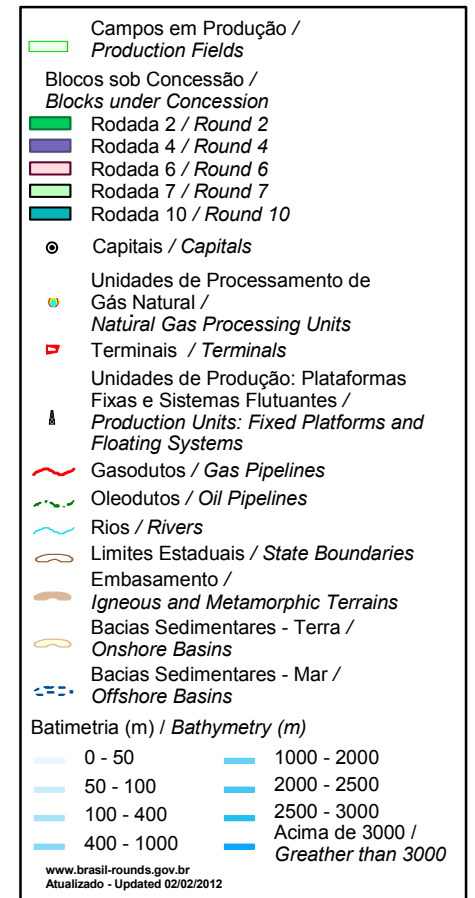 Campos em Produção /
Production Fields
Blocos sob Concessão /
Blocks under Concession
Rodada 2 / Round 2
Rodada 4 / Round 4
Rodada 6 / Round 6
Rodada 7 / Round 7
Rodada 10 / Round 10
Capitais / Capitals
Unidades de Processamento de
Gás Natural /
Natural Gas Processing Units
Terminais / Terminals
Unidades de Produção: Plataformas
Fixas e Sistemas Flutuantes /
Production Units: Fixed Platforms and
Floating Systems
Gasodutos / Gas Pipelines
Oleodutos / Oil Pipelines
Rios / Rivers
Limites Estaduais / State Boundaries
Embasamento /
Igneous and Metamorphic Terrains
Bacias Sedimentares - Terra /
Onshore Basins
Bacias Sedimentares - Mar /
Offshore Basins
Batimetria (m) / Bathymetry (m)
0 - 50
50 - 100
100 - 400
400 - 1000
1000 - 2000
2000 - 2500
2500 - 3000
Acima de 3000 /
Greather than 3000
www.brasil-rounds.gov.br
Atualizado - Updated 02/02/2012